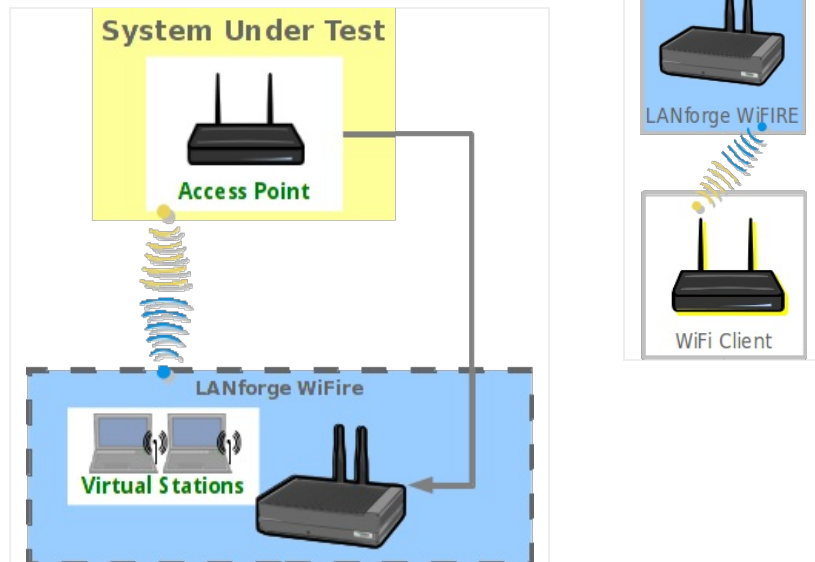 System Under Test
Access Point
LANforge WiFire
Virtual Stations
LANforge WiFIRE
WiFi Client